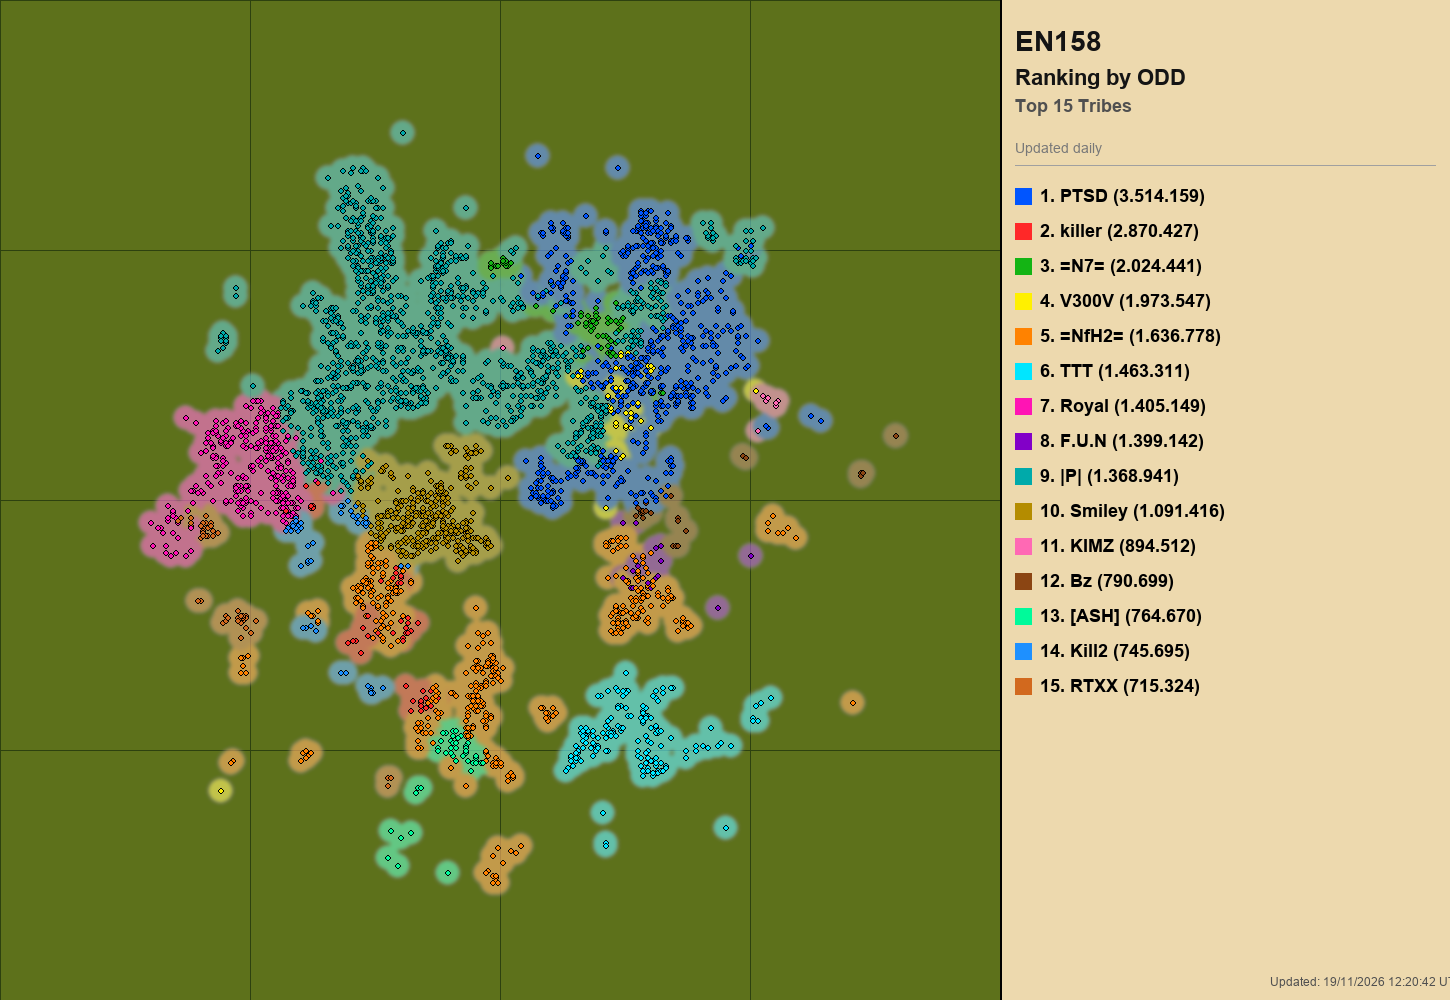 EN158
Ranking by ODD
Top 15 Tribes
Updated daily
1. PTSD (3.514.159)
2. killer (2.870.427)
3. =N7= (2.024.441)
4. V300V (1.973.547)
5. =NfH2= (1.636.778)
6. TTT (1.463.311)
7. Royal (1.405.149)
8. F.U.N (1.399.142)
9. |P| (1.368.941)
10. Smiley (1.091.416)
11. KIMZ (894.512)
12. Bz (790.699)
13. [ASH] (764.670)
14. Kill2 (745.695)
15. RTXX (715.324)
Updated: 19/11/2026 12:20:42 U